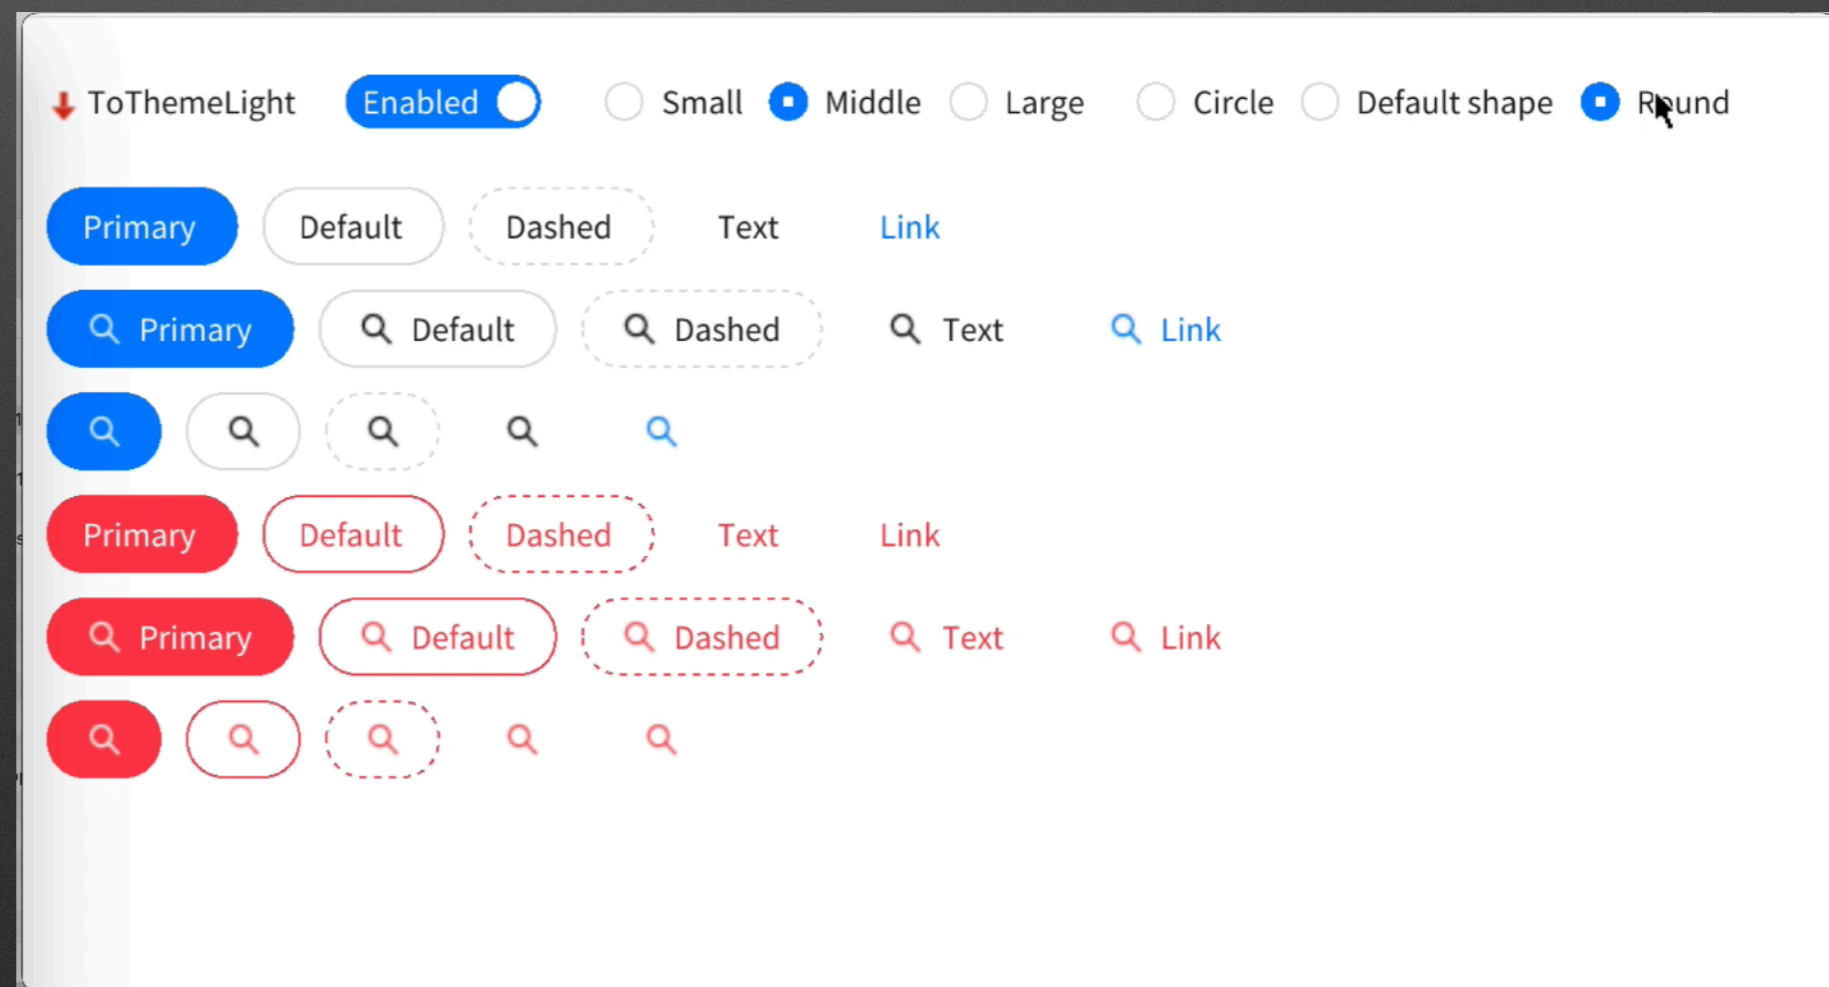 ToThemeLight Enabled Small Middle Large Circle Default shape Round
Primary Default Dashed Text Link
Primary Default Dashed Text Link
Primary Default Dashed Text Link
Primary Default Dashed Text Link